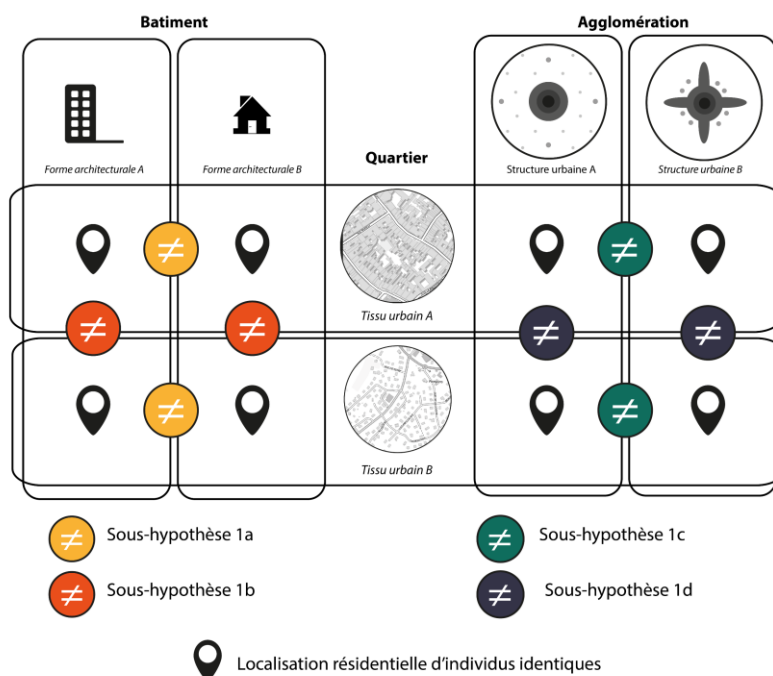 Batiment
Agglomération
Forme architecturale A
Forme architecturale B
Quartier
Structure urbaine A
Structure urbaine B
≠
≠
Tissu urbain A
≠
≠
≠
≠
≠
≠
Tissu urbain B
≠ Sous-hypothèse 1a
≠ Sous-hypothèse 1c
≠ Sous-hypothèse 1b
≠ Sous-hypothèse 1d
Localisation résidentielle d'individus identiques